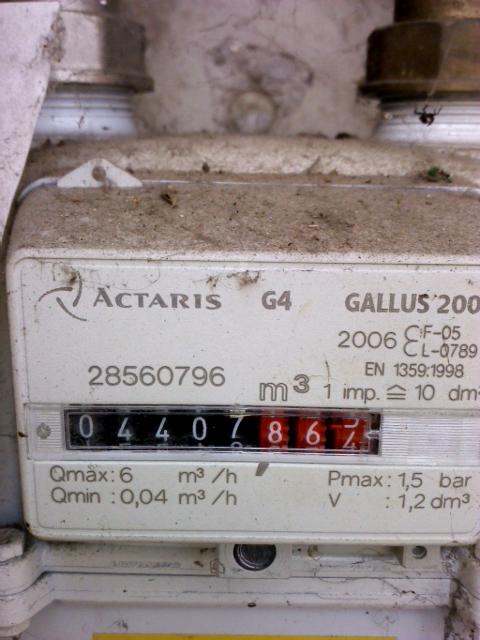 ACTARIS G4 GALLUS 200
2006 CE F-05
L-0789
EN 1359:1998
28560796 m³ 1 imp. ≙ 10 dm³
0 4 4 0 7 8 6
Qmax: 6 m³/h Pmax: 1,5 bar
Qmin: 0,04 m³/h V : 1,2 dm³